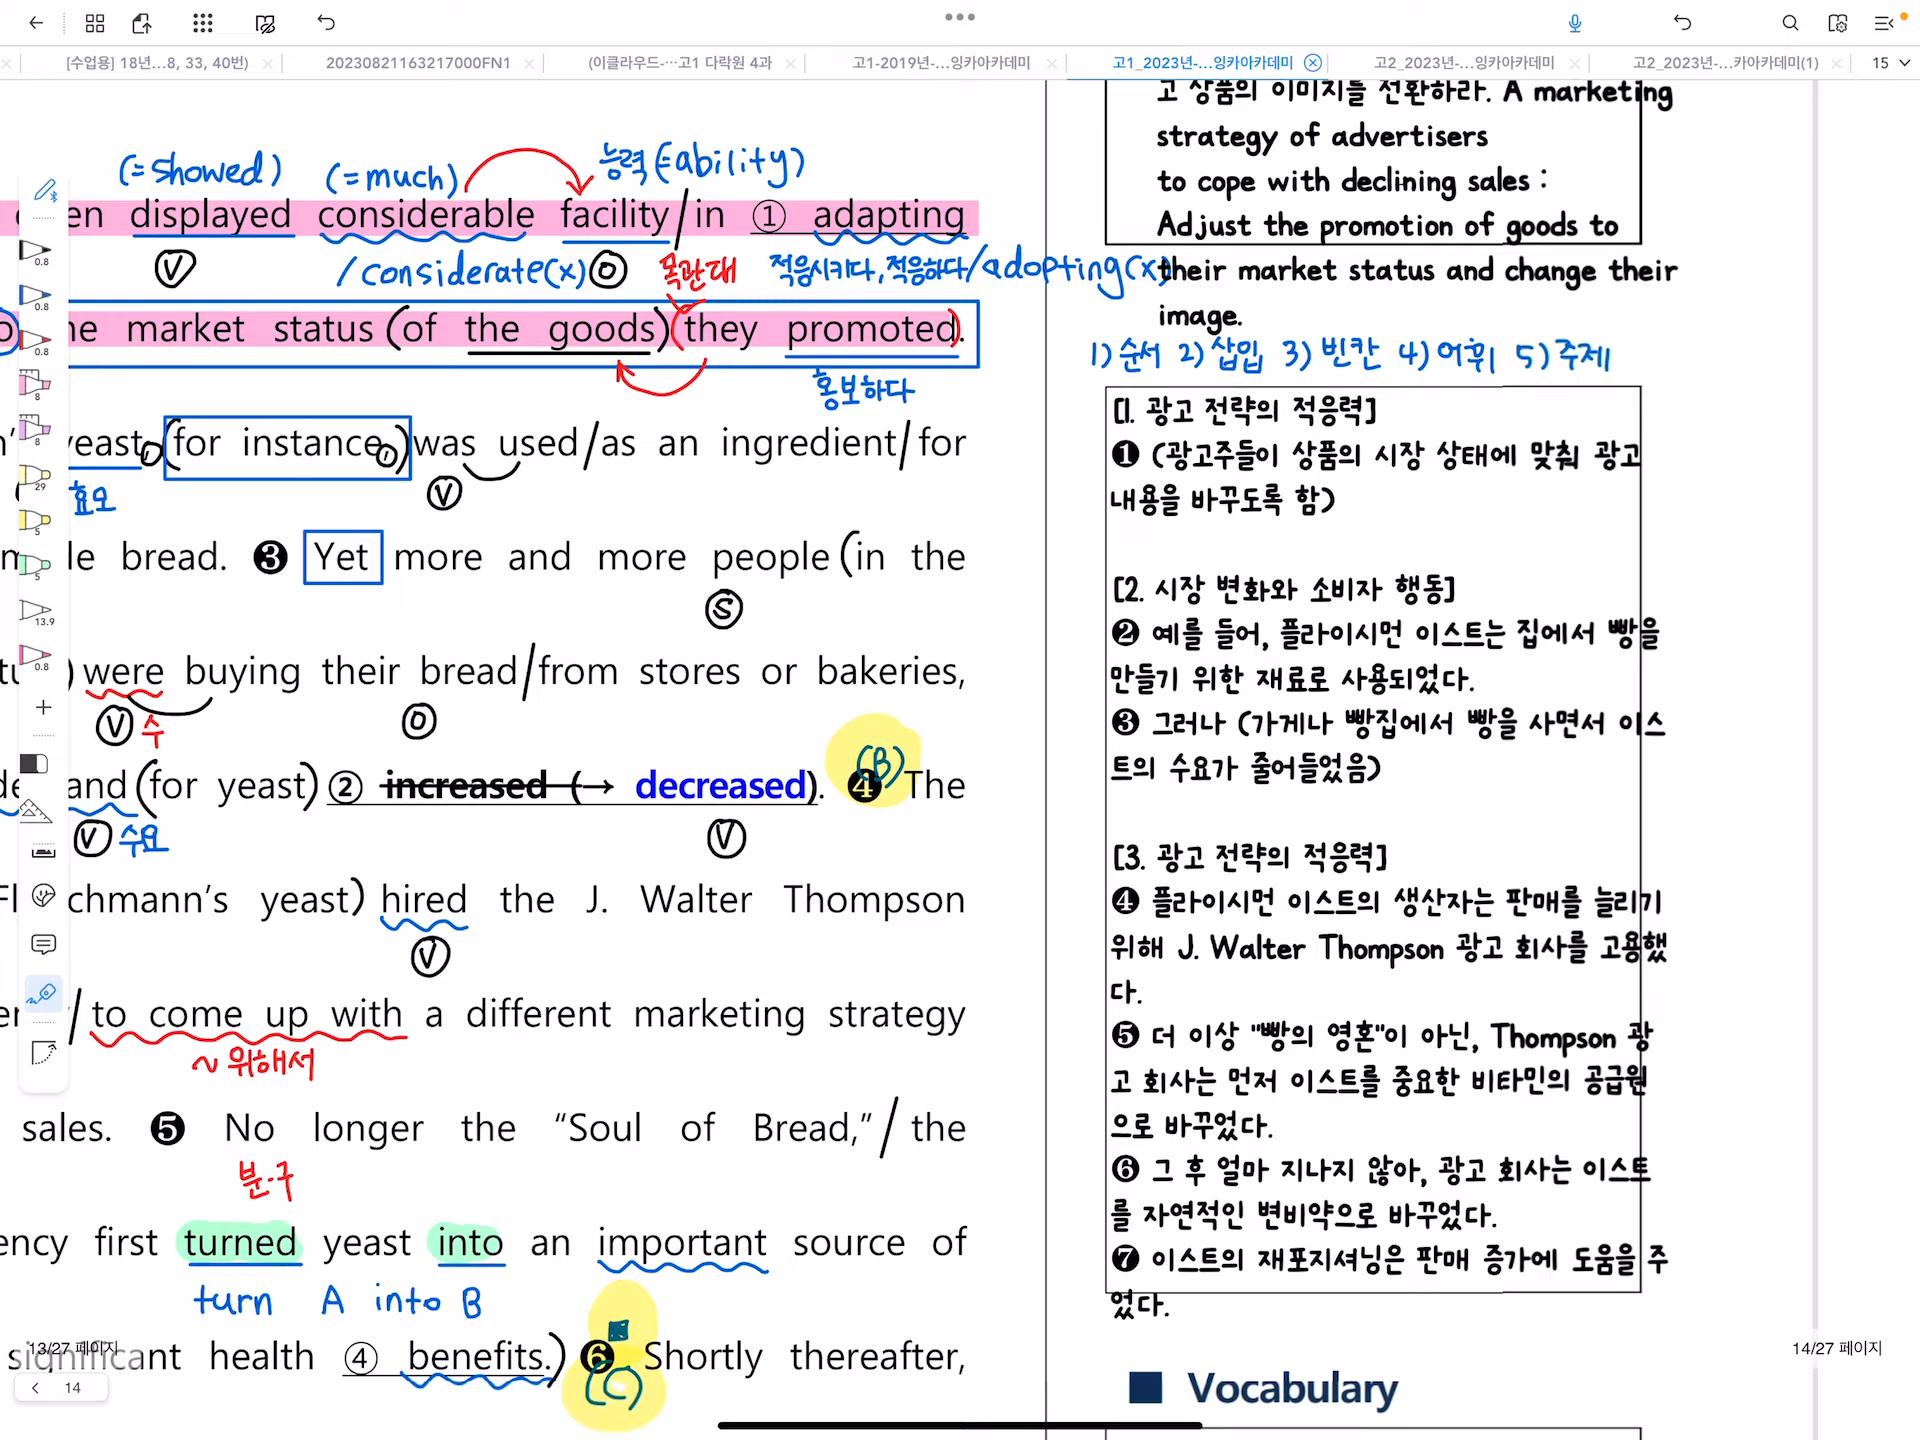 [수업용] 18년...8, 33, 40번)
20230821163217000FN1
(이클라우드-...고1 다락원 4과
고1-2019년-...잉카아카데미
고1_2023년-...잉카아카데미
고2_2023년-...잉카아카데미
고2_2023년-...카아카데미(1)
15
(=showed) (=much) 능력(=ability)
en displayed considerable facility/in ① adapting
V /considerate(x) O 목관대 적응시키다, 적응하다/adopting(x)
he market status (of the goods) (they promoted).
홍보하다
yeast, (for instance,) was used/as an ingredient/for
효모 V
le bread. ❸ Yet more and more people (in the
S
) were buying their bread/from stores or bakeries,
V 수 O
and (for yeast) ② increased (→ decreased). ❹ The
(B)
V 수요 V
chmann's yeast) hired the J. Walter Thompson
V
/ to come up with a different marketing strategy
~위해서
sales. ❺ No longer the “Soul of Bread,”/ the
분·구
ency first turned yeast into an important source of
turn A into B
significant health ④ benefits.) ❻ Shortly thereafter,
(C)
13/27 페이지
14
고 상품의 이미지를 전환하라. A marketing
strategy of advertisers
to cope with declining sales :
Adjust the promotion of goods to
their market status and change their
image.
1) 순서 2) 삽입 3) 빈칸 4) 어휘 5) 주제
[1. 광고 전략의 적응력]
❶ (광고주들이 상품의 시장 상태에 맞춰 광고
내용을 바꾸도록 함)
[2. 시장 변화와 소비자 행동]
❷ 예를 들어, 플라이시먼 이스트는 집에서 빵을
만들기 위한 재료로 사용되었다.
❸ 그러나 (가게나 빵집에서 빵을 사면서 이스
트의 수요가 줄어들었음)
[3. 광고 전략의 적응력]
❹ 플라이시먼 이스트의 생산자는 판매를 늘리기
위해 J. Walter Thompson 광고 회사를 고용했
다.
❺ 더 이상 "빵의 영혼"이 아닌, Thompson 광
고 회사는 먼저 이스트를 중요한 비타민의 공급원
으로 바꾸었다.
❻ 그 후 얼마 지나지 않아, 광고 회사는 이스트
를 자연적인 변비약으로 바꾸었다.
❼ 이스트의 재포지셔닝은 판매 증가에 도움을 주
었다.
14/27 페이지
■ Vocabulary
0.8
0.8
0.8
8
8
29
5
5
13.9
0.8